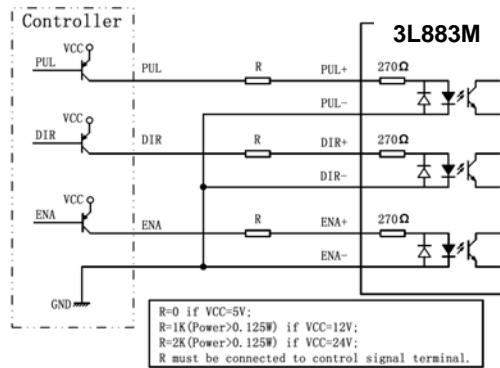 Controller
3L883M
VCC
PUL
PUL
R
PUL+
270Ω
PUL-
VCC
DIR
DIR
R
DIR+
270Ω
DIR-
VCC
ENA
ENA
R
ENA+
270Ω
ENA-
GND
R=0 if VCC=5V;
R=1K(Power>0.125W) if VCC=12V;
R=2K(Power>0.125W) if VCC=24V;
R must be connected to control signal terminal.